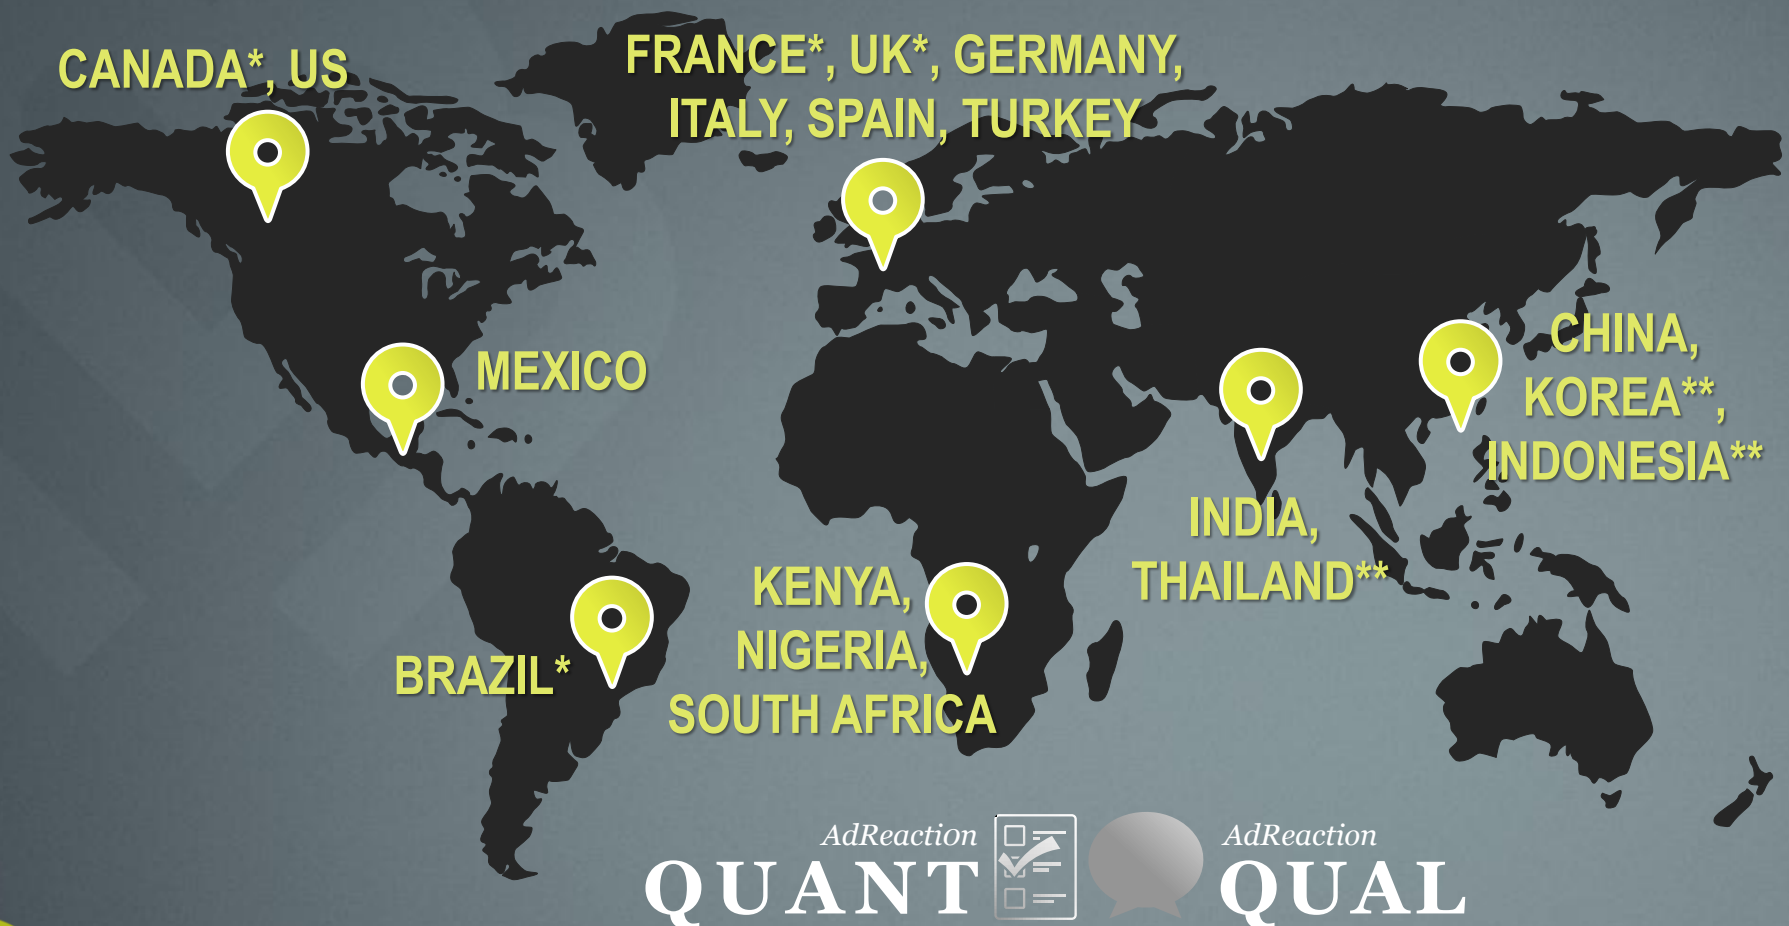 CANADA*, US
FRANCE*, UK*, GERMANY,
ITALY, SPAIN, TURKEY
MEXICO
CHINA,
KOREA**,
INDONESIA**
INDIA,
THAILAND**
KENYA,
NIGERIA,
SOUTH AFRICA
BRAZIL*
AdReaction
QUANT
AdReaction
QUAL